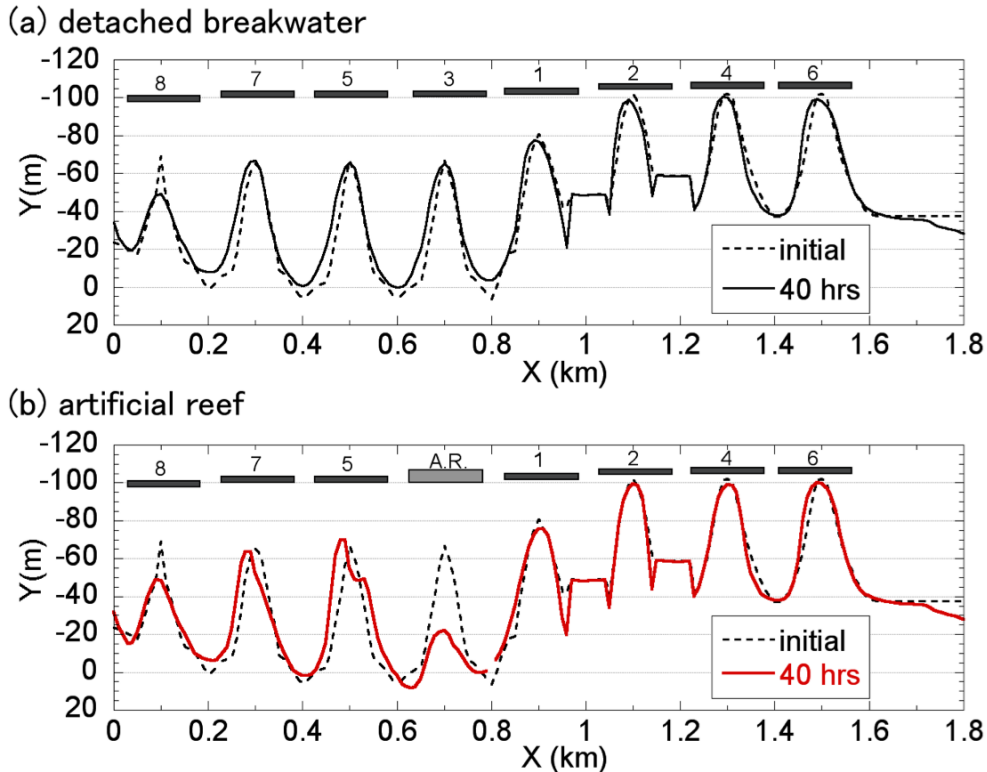 (a) detached breakwater
-120
-100
-80
-60
-40
-20
0
20
Y(m)
8 7 5 3 1 2 4 6
initial
40 hrs
0 0.2 0.4 0.6 0.8 1 1.2 1.4 1.6 1.8
X (km)
(b) artificial reef
-120
-100
-80
-60
-40
-20
0
20
Y(m)
8 7 5 A.R. 1 2 4 6
initial
40 hrs
0 0.2 0.4 0.6 0.8 1 1.2 1.4 1.6 1.8
X (km)